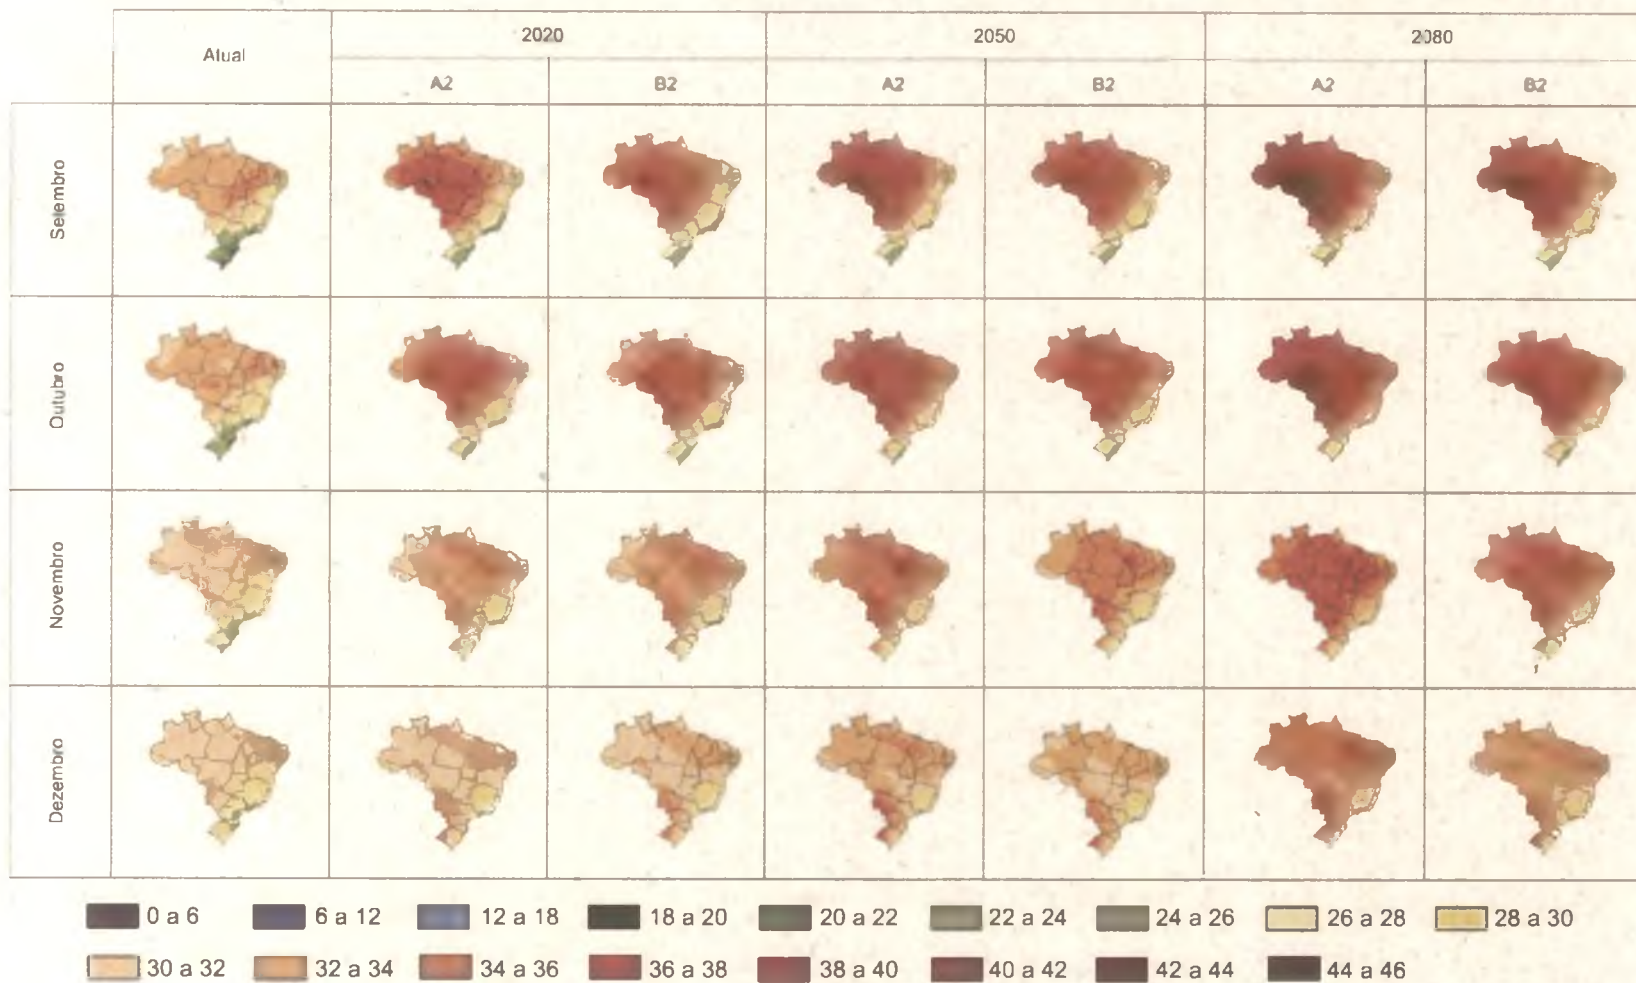 Atual
2020
2050
2080
A2
B2
A2
B2
A2
B2
Setembro
Outubro
Novembro
Dezembro
0 a 6
6 a 12
12 a 18
18 a 20
20 a 22
22 a 24
24 a 26
26 a 28
28 a 30
30 a 32
32 a 34
34 a 36
36 a 38
38 a 40
40 a 42
42 a 44
44 a 46